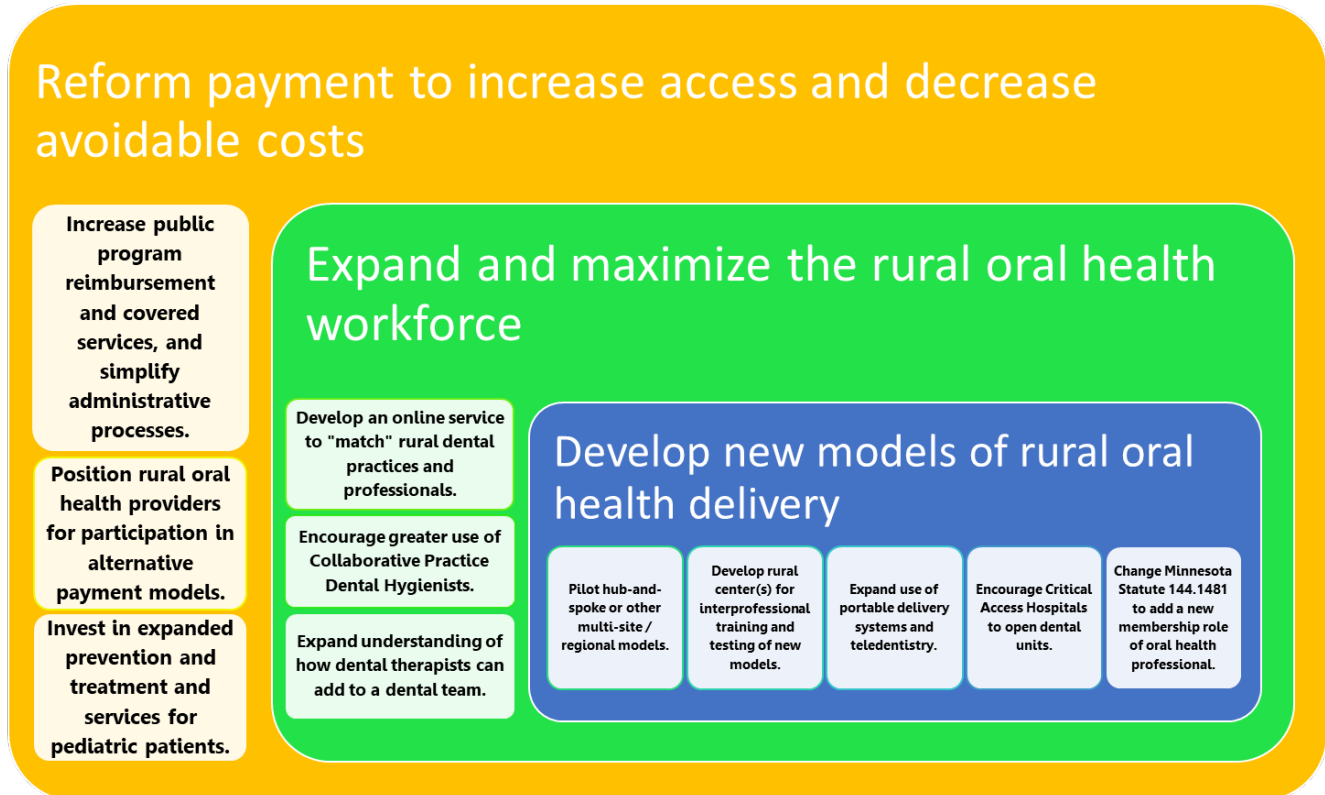 Reform payment to increase access and decrease
avoidable costs
Increase public
program
reimbursement
and covered
services, and
simplify
administrative
processes.
Position rural oral
health providers
for participation in
alternative
payment models.
Invest in expanded
prevention and
treatment and
services for
pediatric patients.
Expand and maximize the rural oral health
workforce
Develop an online service
to "match" rural dental
practices and
professionals.
Encourage greater use of
Collaborative Practice
Dental Hygienists.
Expand understanding of
how dental therapists can
add to a dental team.
Develop new models of rural oral
health delivery
Pilot hub-and-
spoke or other
multi-site /
regional models.
Develop rural
center(s) for
interprofessional
training and
testing of new
models.
Expand use of
portable delivery
systems and
teledentistry.
Encourage Critical
Access Hospitals
to open dental
units.
Change Minnesota
Statute 144.1481
to add a new
membership role
of oral health
professional.